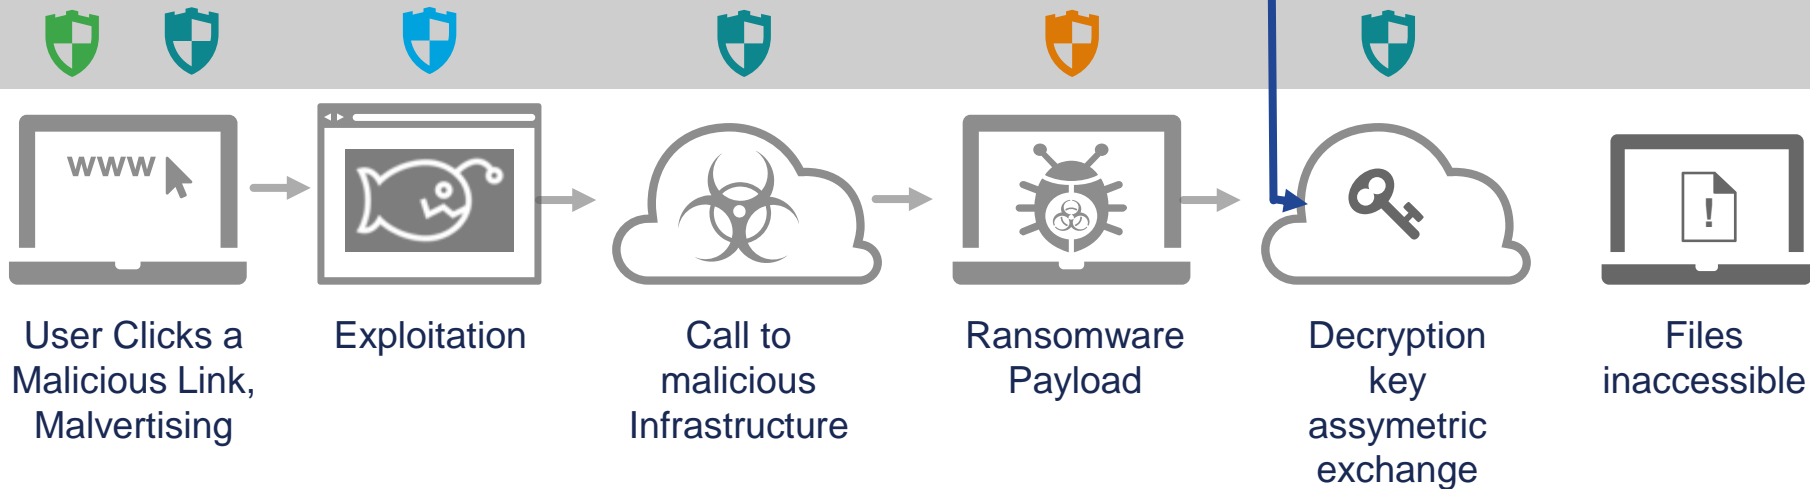 www
!
User Clicks a
Malicious Link,
Malvertising
Exploitation
Call to
malicious
Infrastructure
Ransomware
Payload
Decryption
key
assymetric
exchange
Files
inaccessible